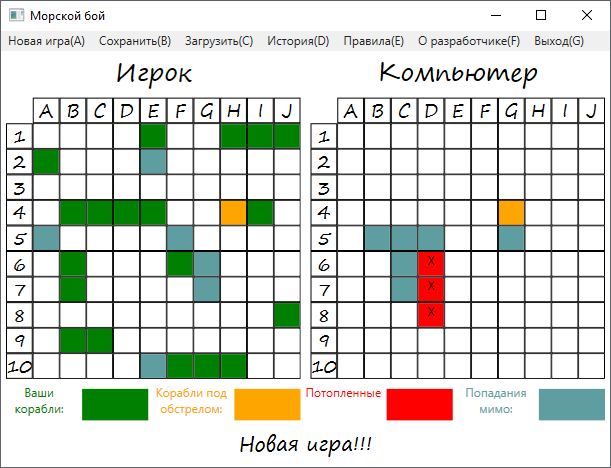 Морской бой
Новая игра(A) Сохранить(B) Загрузить(C) История(D) Правила(E) О разработчике(F) Выход(G)
Игрок Компьютер
A B C D E F G H I J A B C D E F G H I J
1 1
2 2
3 3
4 4
5 5
6 X 6
7 X 7
8 X 8
9 9
10 10
Ваши корабли: Корабли под обстрелом: Потопленные Попадания мимо:
Новая игра!!!